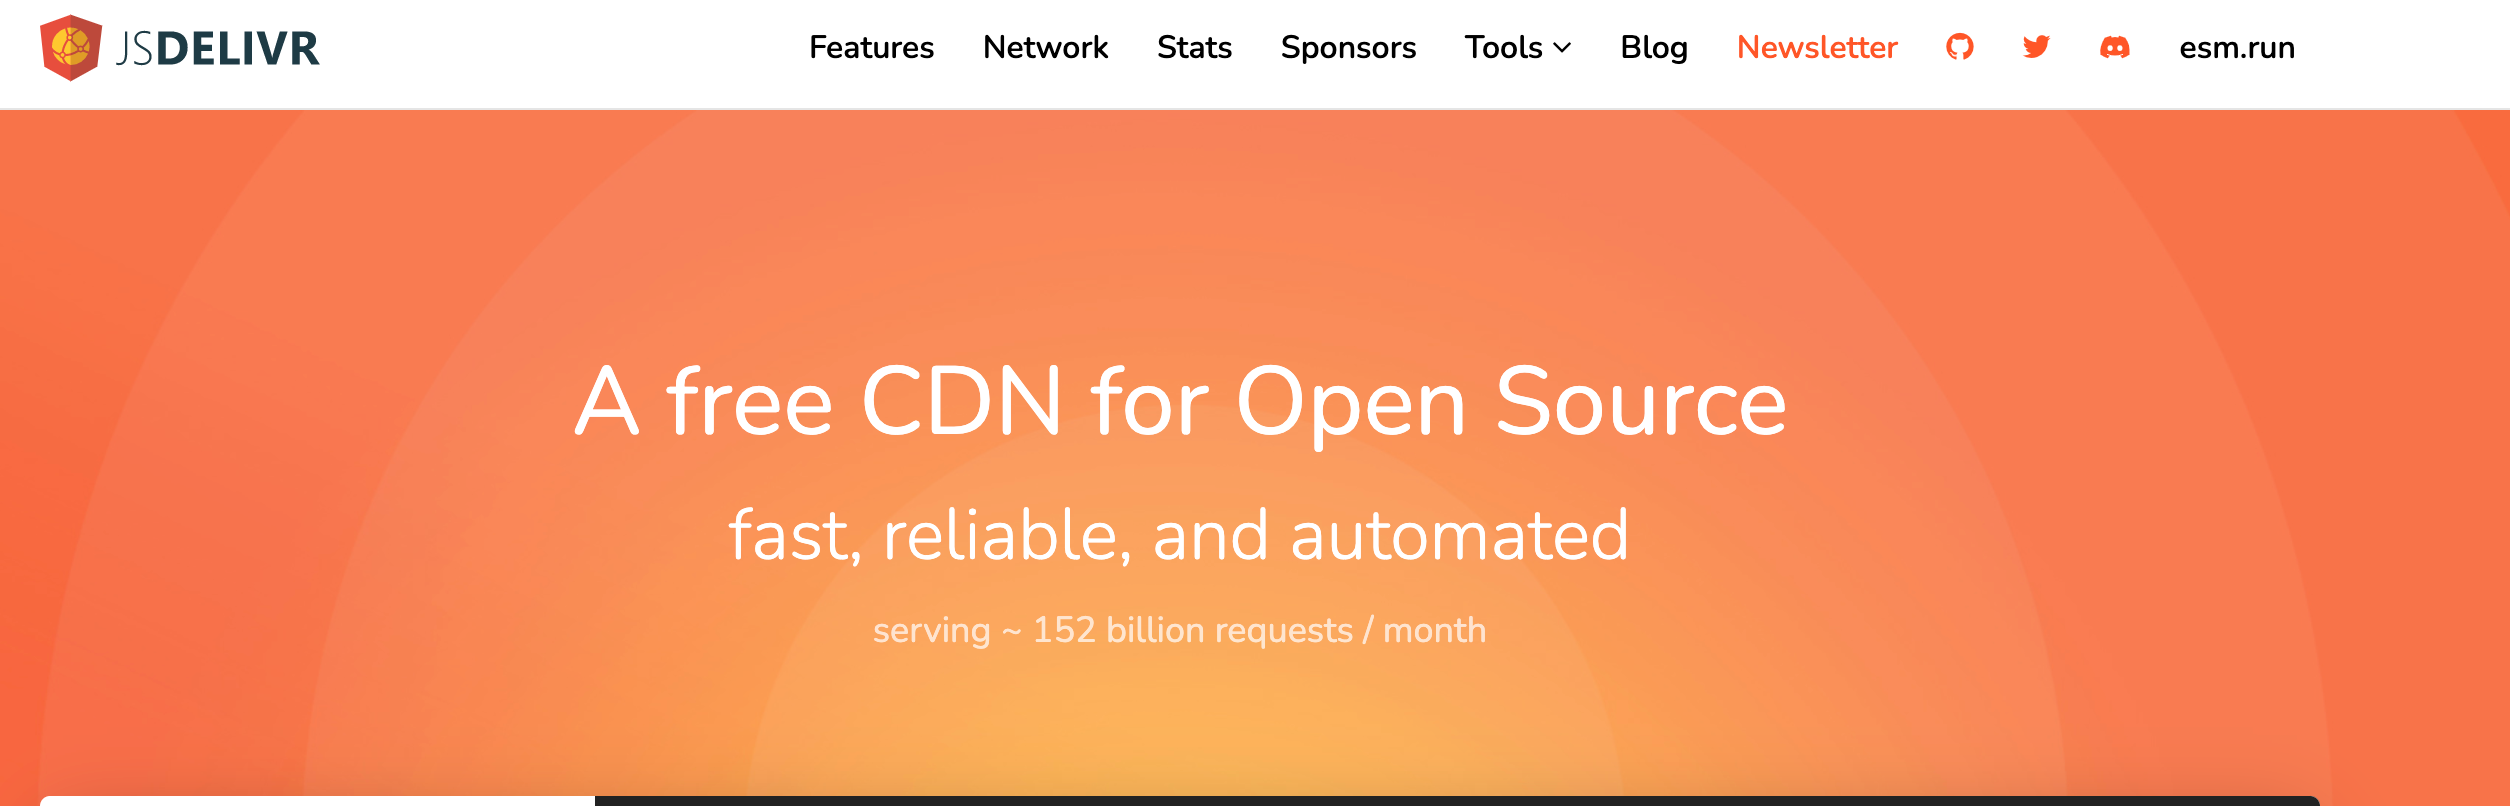 JSDELIVR Features Network Stats Sponsors Tools Blog Newsletter esm.run
A free CDN for Open Source
fast, reliable, and automated
serving ~ 152 billion requests / month